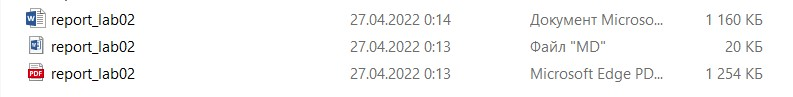 report_lab02 27.04.2022 0:14 Документ Microso... 1 160 КБ
report_lab02 27.04.2022 0:13 Файл "MD" 20 КБ
PDF report_lab02 27.04.2022 0:13 Microsoft Edge PD... 1 254 КБ